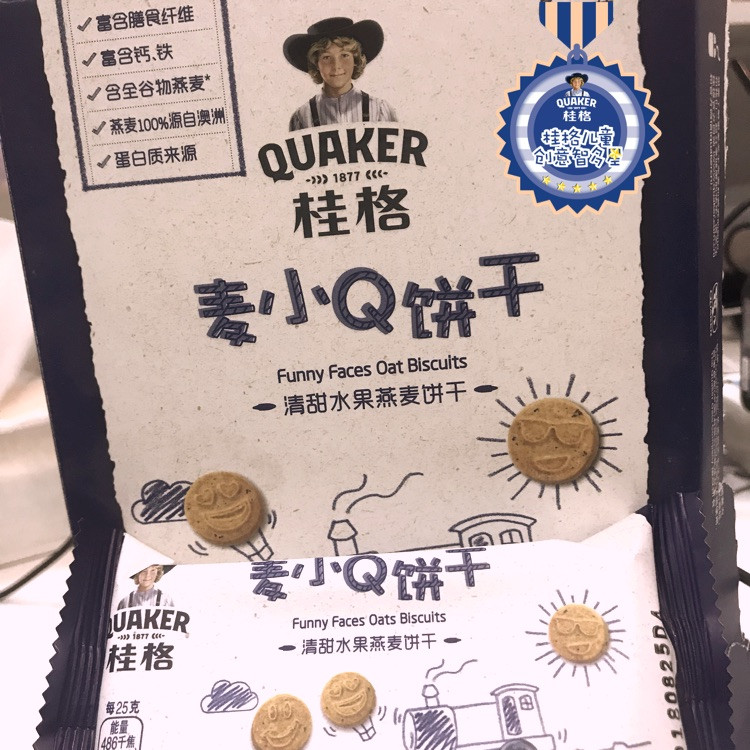 ✓富含膳食纤维
✓富含钙、铁
✓含全谷物燕麦*
✓燕麦100%源自澳洲
✓蛋白质来源
QUAKER
1877
桂格
QUAKER
桂格
桂格儿童
创意智多星
麦小Q饼干
Funny Faces Oat Biscuits
清甜水果燕麦饼干
麦小Q饼干
Funny Faces Oats Biscuits
清甜水果燕麦饼干
QUAKER
1877
桂格
每25克
能量
486千焦
180825D4